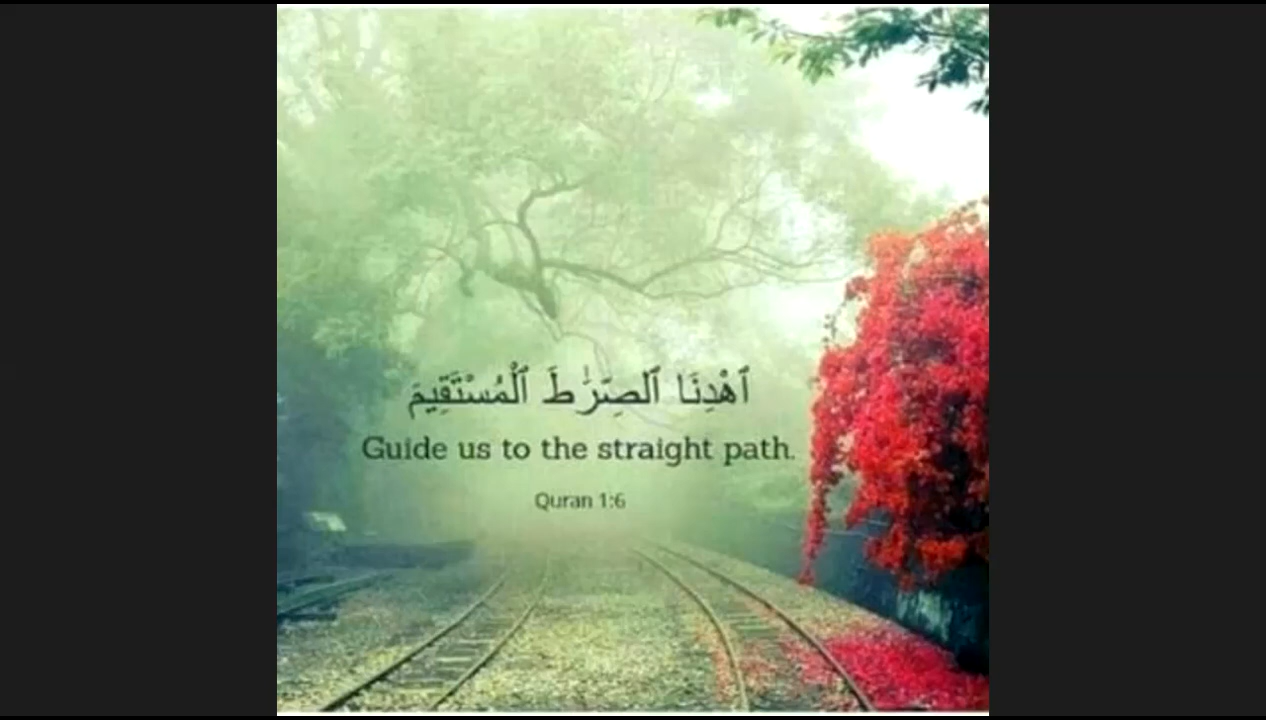 ٱهْدِنَا ٱلصِّرَٰطَ ٱلْمُسْتَقِيمَ
Guide us to the straight path.
Quran 1:6